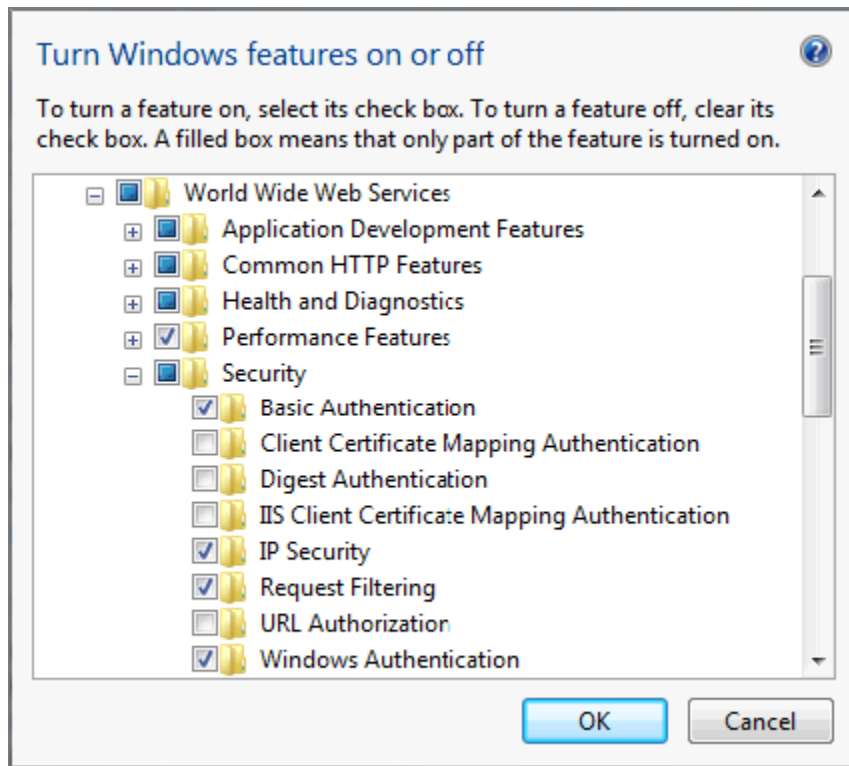 Turn Windows features on or off
To turn a feature on, select its check box. To turn a feature off, clear its
check box. A filled box means that only part of the feature is turned on.
World Wide Web Services
Application Development Features
Common HTTP Features
Health and Diagnostics
Performance Features
Security
Basic Authentication
Client Certificate Mapping Authentication
Digest Authentication
IIS Client Certificate Mapping Authentication
IP Security
Request Filtering
URL Authorization
Windows Authentication
OK Cancel